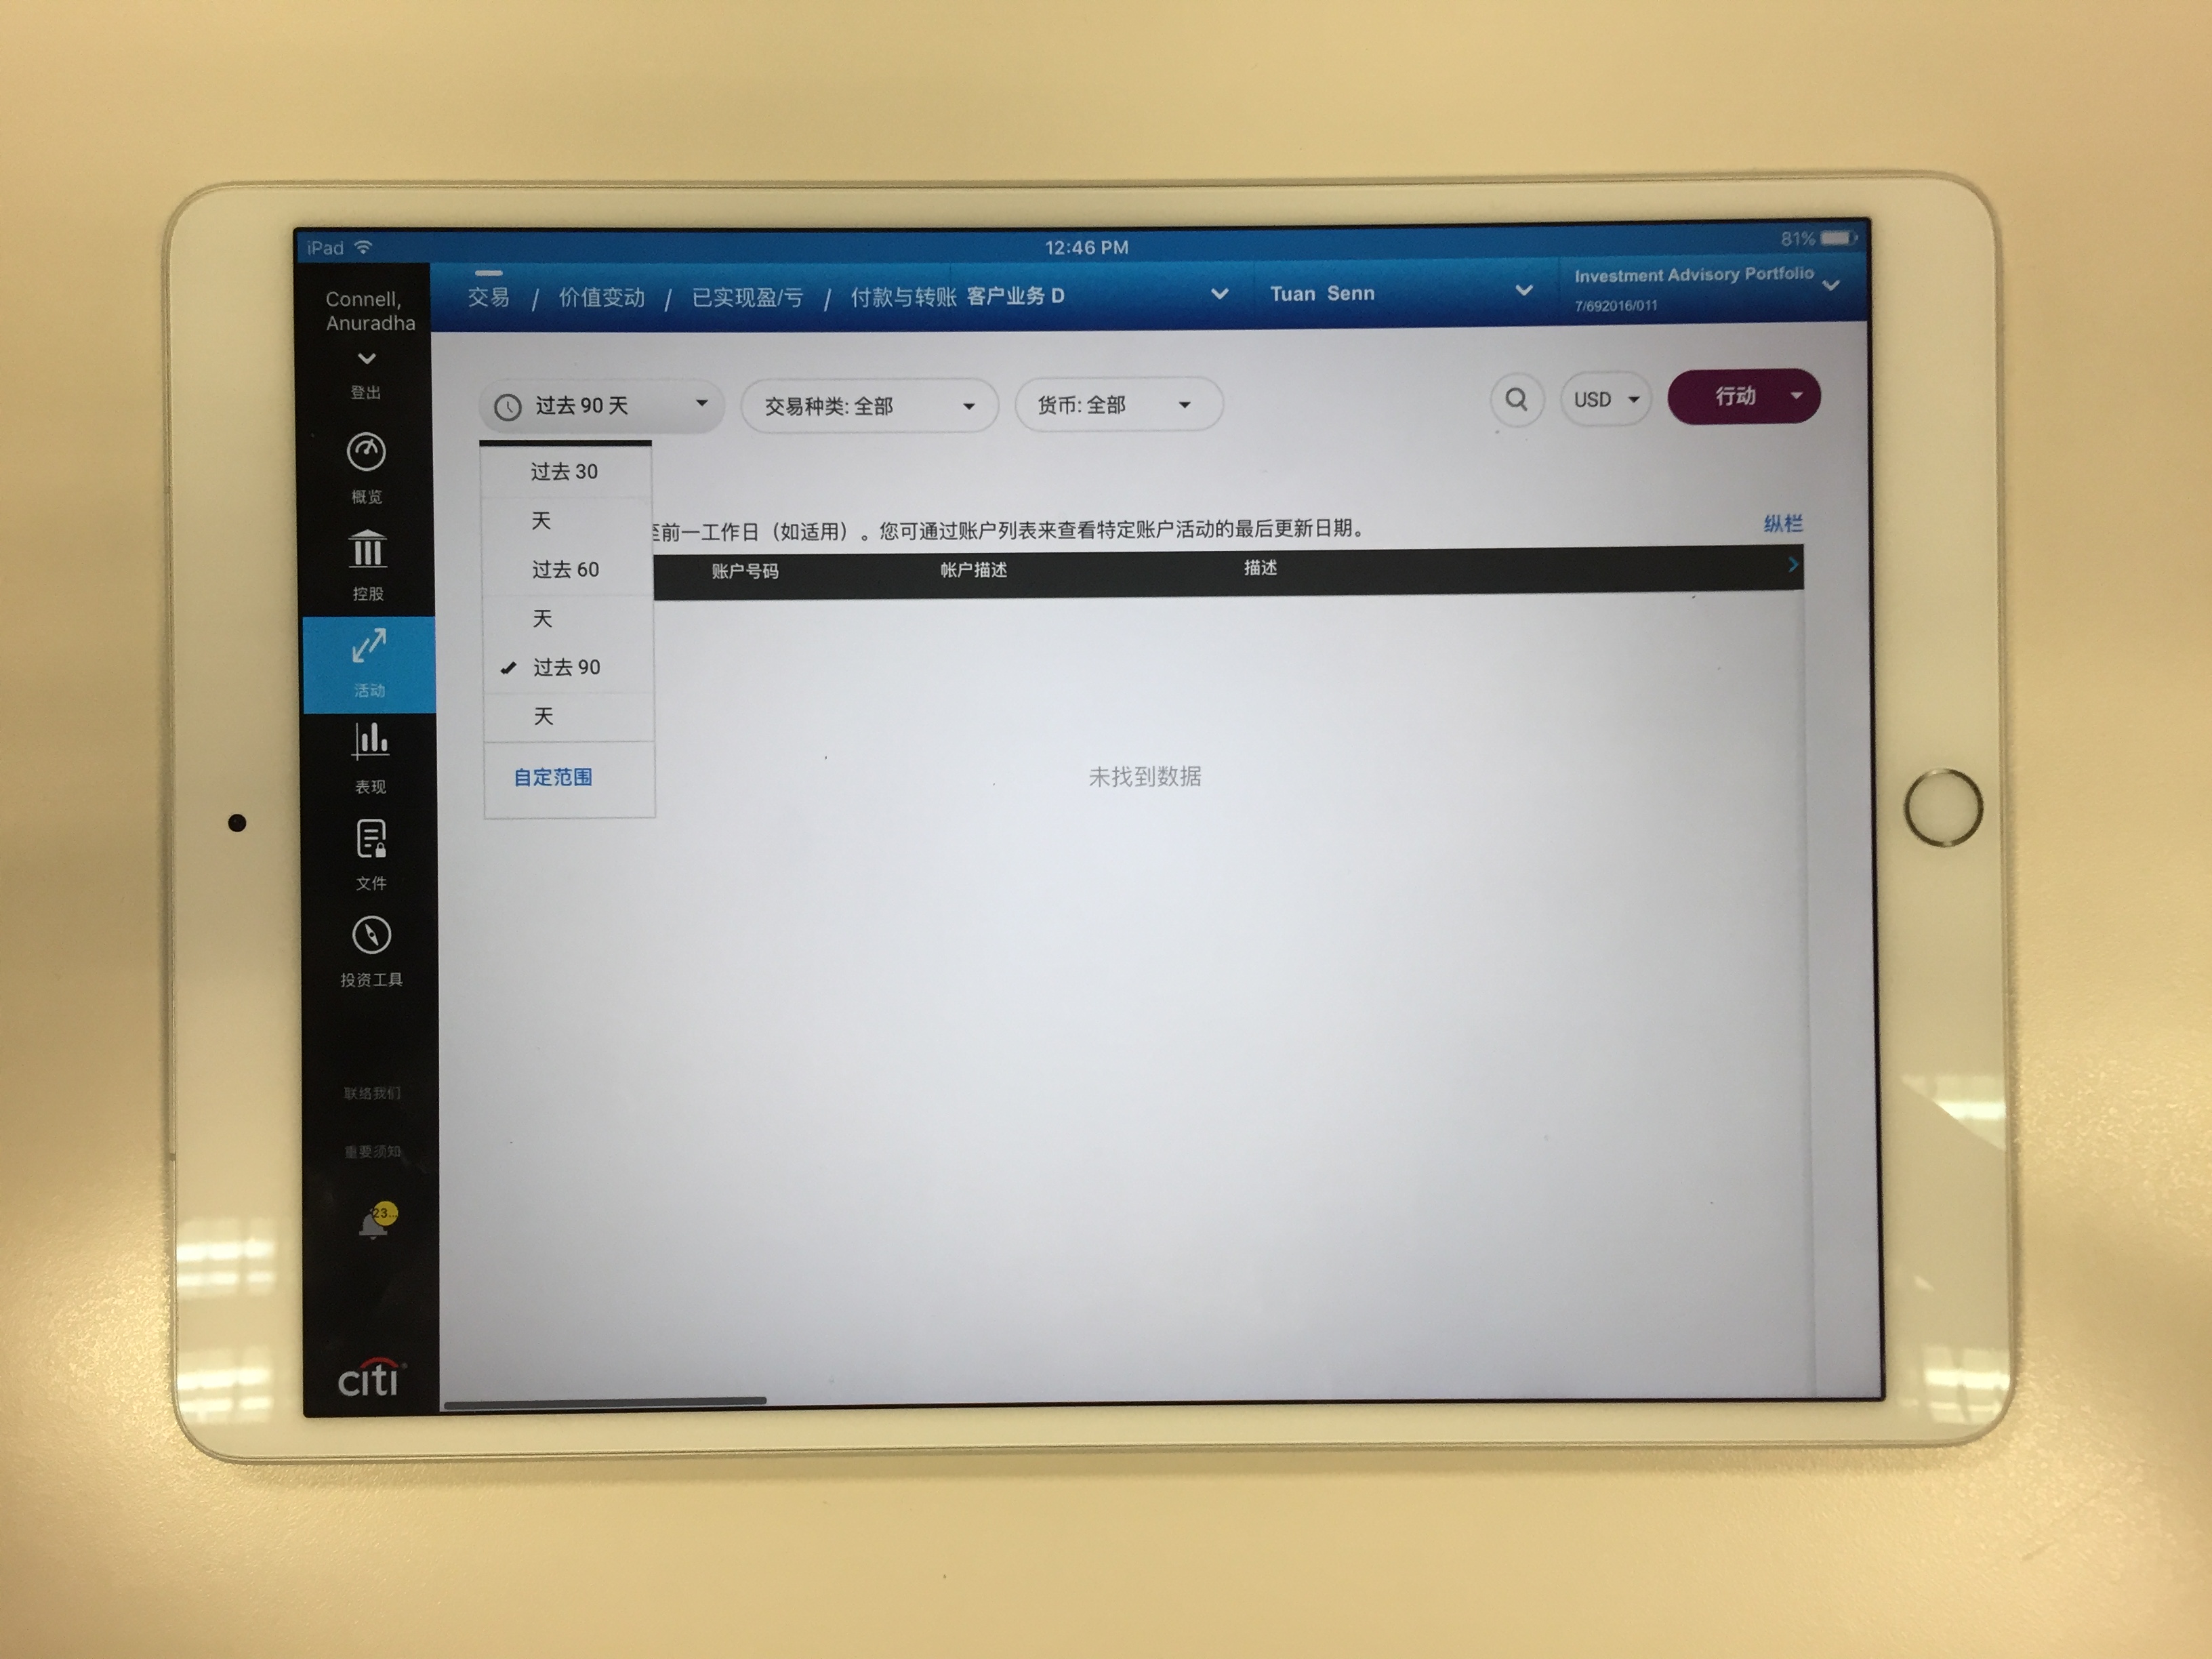 iPad
12:46 PM
81%
Connell,
Anuradha
登出
概览
控股
活动
表现
文件
投资工具
联络我们
重要须知
23...
citi
交易 / 价值变动 / 已实现盈/亏 / 付款与转账 客户业务 D
Tuan Senn
Investment Advisory Portfolio
7/692016/011
过去 90 天
交易种类: 全部
货币: 全部
USD
行动
过去 30
天
过去 60
天
过去 90
天
自定范围
前一工作日（如适用）。您可通过账户列表来查看特定账户活动的最后更新日期。
纵栏
账户号码
帐户描述
描述
未找到数据